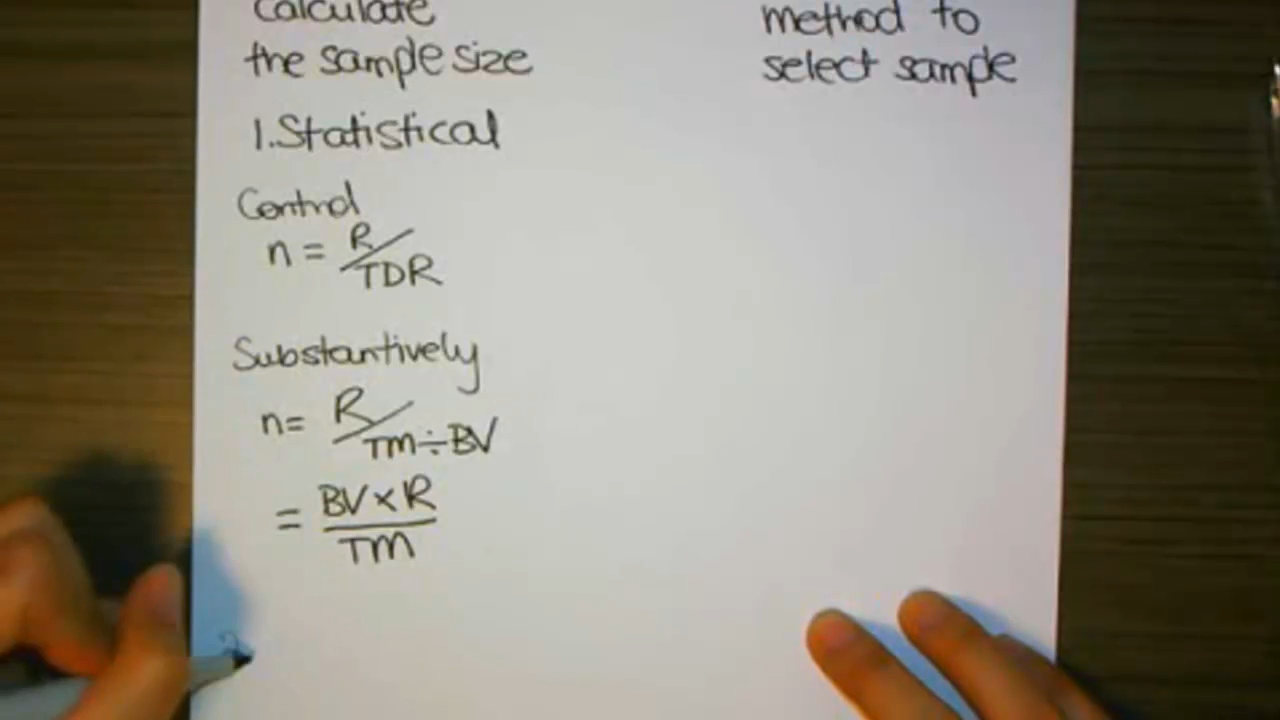 calculate
the sample size
1. Statistical
Control
n = R/TDR
Substantively
n = R/TM÷BV
= BV×R
TM
method to
select sample